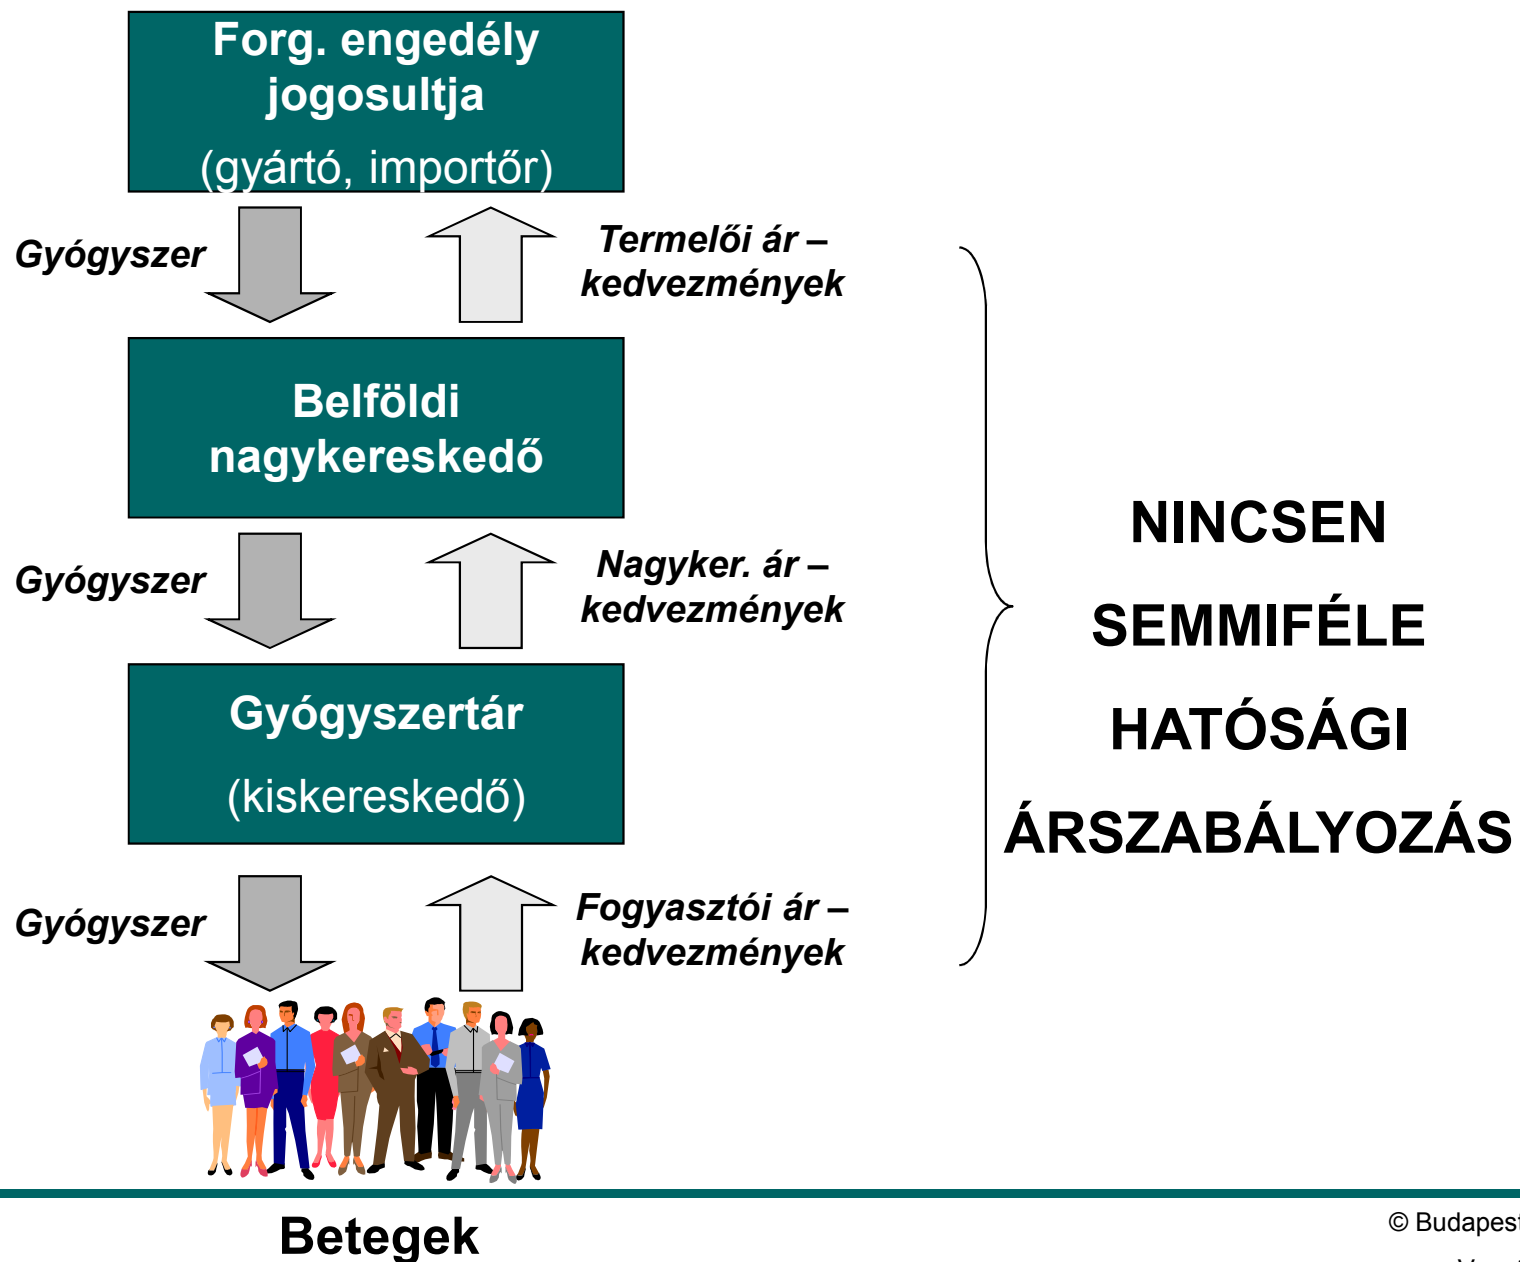 Forg. engedély
jogosultja
(gyártó, importőr)
Gyógyszer
Termelői ár –
kedvezmények
Belföldi
nagykereskedő
Gyógyszer
Nagyker. ár –
kedvezmények
Gyógyszertár
(kiskereskedő)
Gyógyszer
Fogyasztói ár –
kedvezmények
NINCSEN
SEMMIFÉLE
HATÓSÁGI
ÁRSZABÁLYOZÁS
Betegek
© Budapest